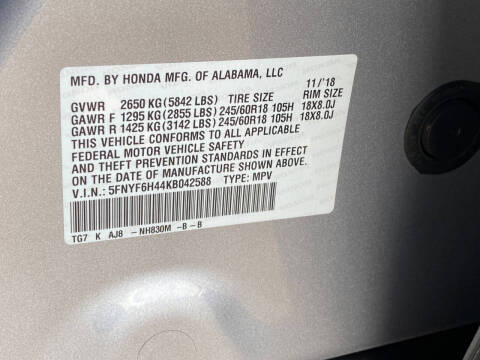 MFD. BY HONDA MFG. OF ALABAMA, LLC 11/'18
GVWR 2650 KG (5842 LBS) TIRE SIZE RIM SIZE
GAWR F 1295 KG (2855 LBS) 245/60R18 105H 18X8.0J
GAWR R 1425 KG (3142 LBS) 245/60R18 105H 18X8.0J
THIS VEHICLE CONFORMS TO ALL APPLICABLE
FEDERAL MOTOR VEHICLE SAFETY
AND THEFT PREVENTION STANDARDS IN EFFECT
ON THE DATE OF MANUFACTURE SHOWN ABOVE.
V.I.N.: 5FNYF6H44KB042588 TYPE: MPV
TG7 K AJ8 -NH830M -B-B